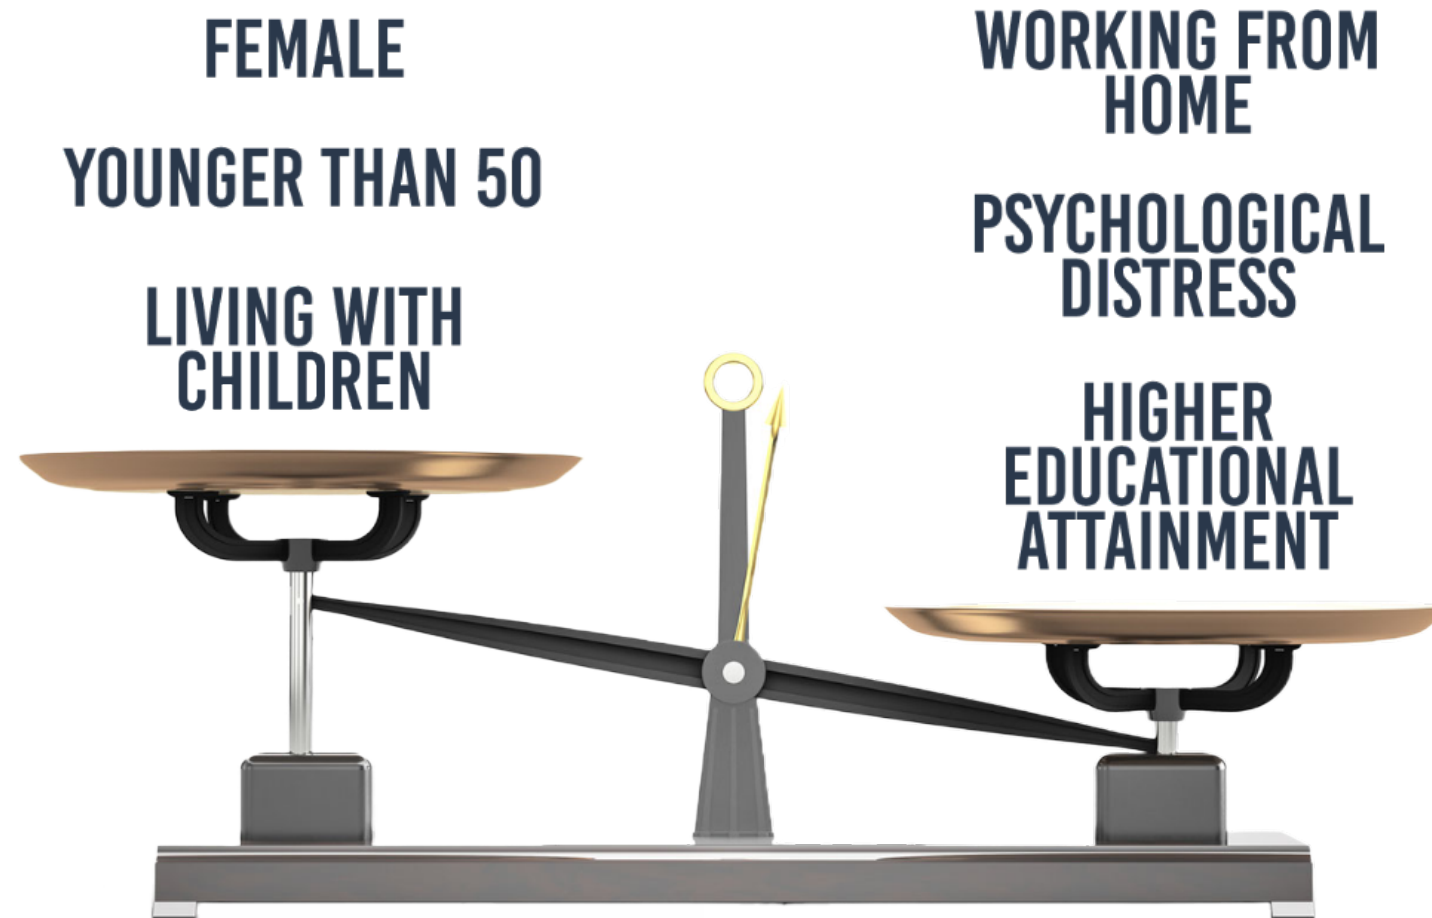 FEMALE
YOUNGER THAN 50
LIVING WITH
CHILDREN
WORKING FROM
HOME
PSYCHOLOGICAL
DISTRESS
HIGHER
EDUCATIONAL
ATTAINMENT